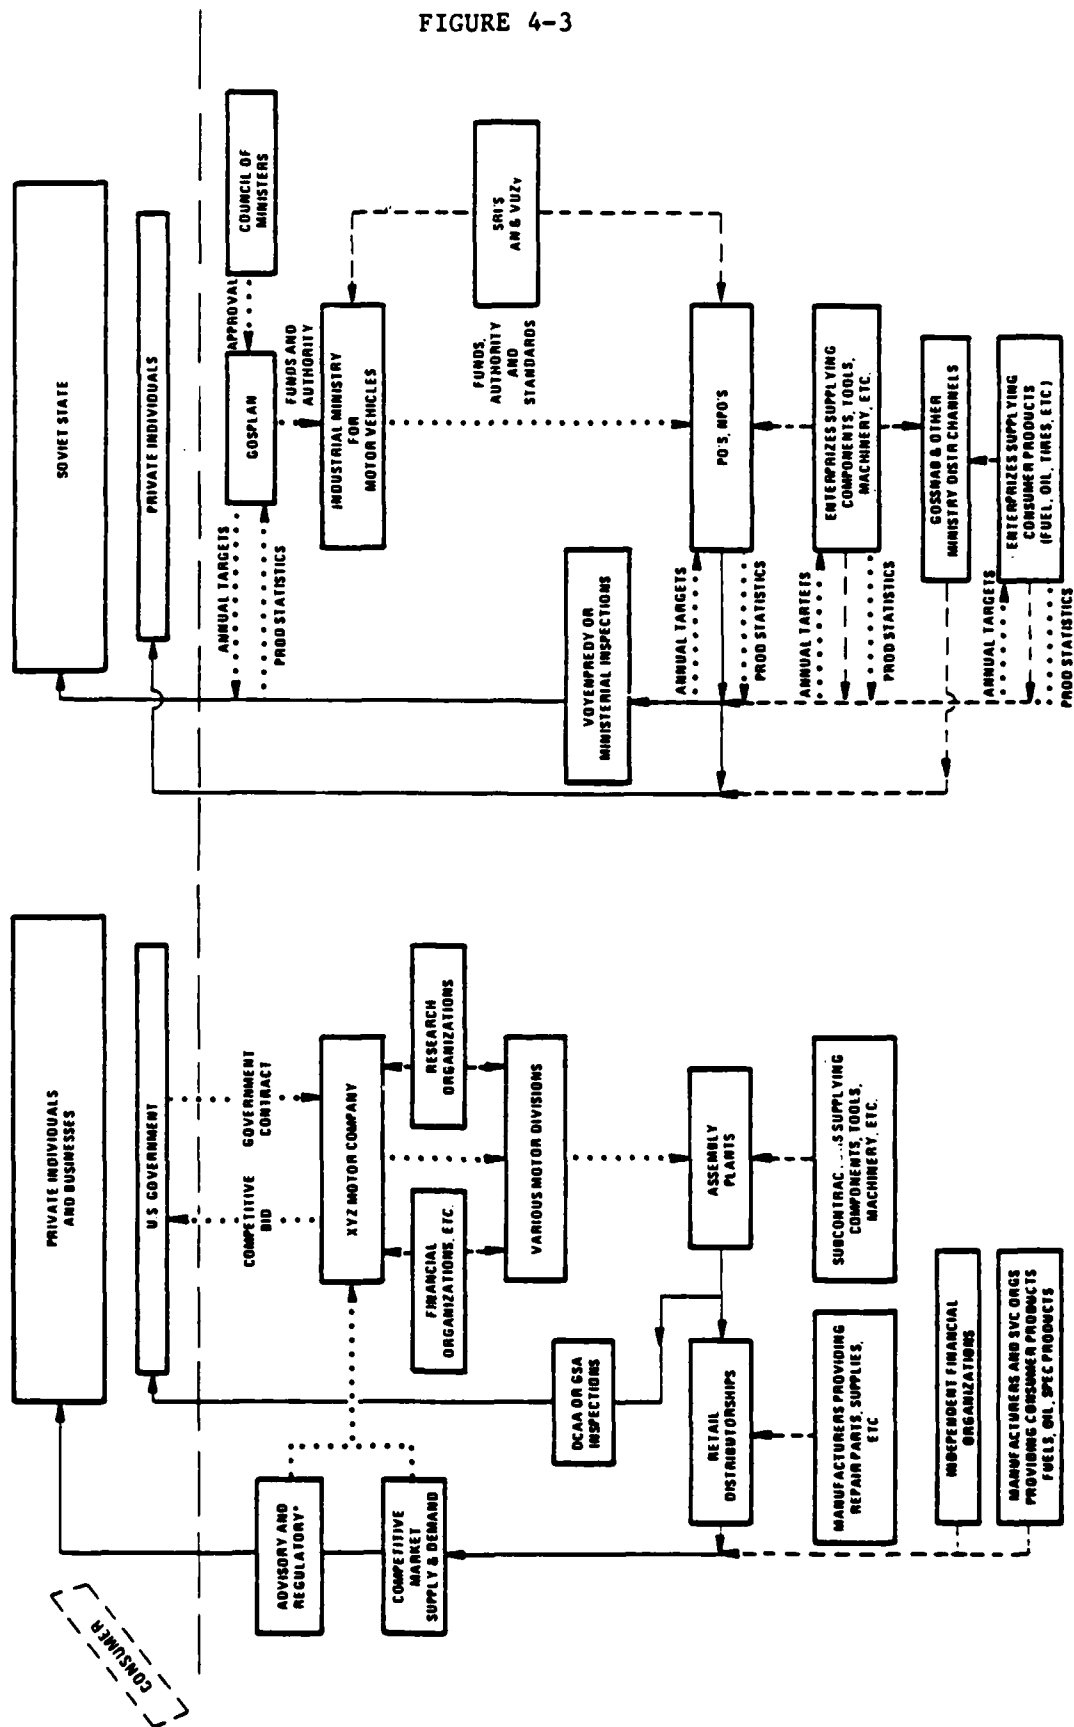 FIGURE 4-3
CONSUMER
PRIVATE INDIVIDUALS
AND BUSINESSES
U.S GOVERNMENT
COMPETITIVE
BID
GOVERNMENT
CONTRACT
ADVISORY AND
REGULATORY*
COMPETITIVE
MARKET
SUPPLY & DEMAND
XYZ MOTOR COMPANY
FINANCIAL
ORGANIZATIONS, ETC.
RESEARCH
ORGANIZATIONS
VARIOUS MOTOR DIVISIONS
DCAA OR GSA
INSPECTIONS
RETAIL
DISTRIBUTORSHIPS
ASSEMBLY
PLANTS
MANUFACTURERS PROVIDING
REPAIR PARTS, SUPPLIES,
ETC
SUPPLYING
COMPONENTS, TOOLS,
MACHINERY, ETC.
INDEPENDENT FINANCIAL
ORGANIZATIONS
MANUFACTURERS AND SVC ORGS
PROVIDING CONSUMER PRODUCTS
FUELS, OIL, SPEC PRODUCTS
SOVIET STATE
PRIVATE INDIVIDUALS
ANNUAL TARGETS
PROD STATISTICS
GOSPLAN
APPROVAL
COUNCIL OF
MINISTERS
FUNDS AND
AUTHORITY
INDUSTRIAL MINISTRY
FOR
MOTOR VEHICLES
SRI'S
AN & VUZv
FUNDS,
AUTHORITY
AND
STANDARDS
VOYENPREDY OR
MINISTERIAL INSPECTIONS
ANNUAL TARGETS
PROD STATISTICS
PO'S, NPO'S
ANNUAL TARTETS
PROD STATISTICS
ENTERPRIZES SUPPLYING
COMPONENTS, TOOLS,
MACHINERY, ETC.
GOSSNAB & OTHER
MINISTRY DISTR CHANNELS
ANNUAL TARGETS
PROD STATISTICS
ENTERPRIZES SUPPLYING
CONSUMER PRODUCTS
(FUEL, OIL, TIRES, ETC)